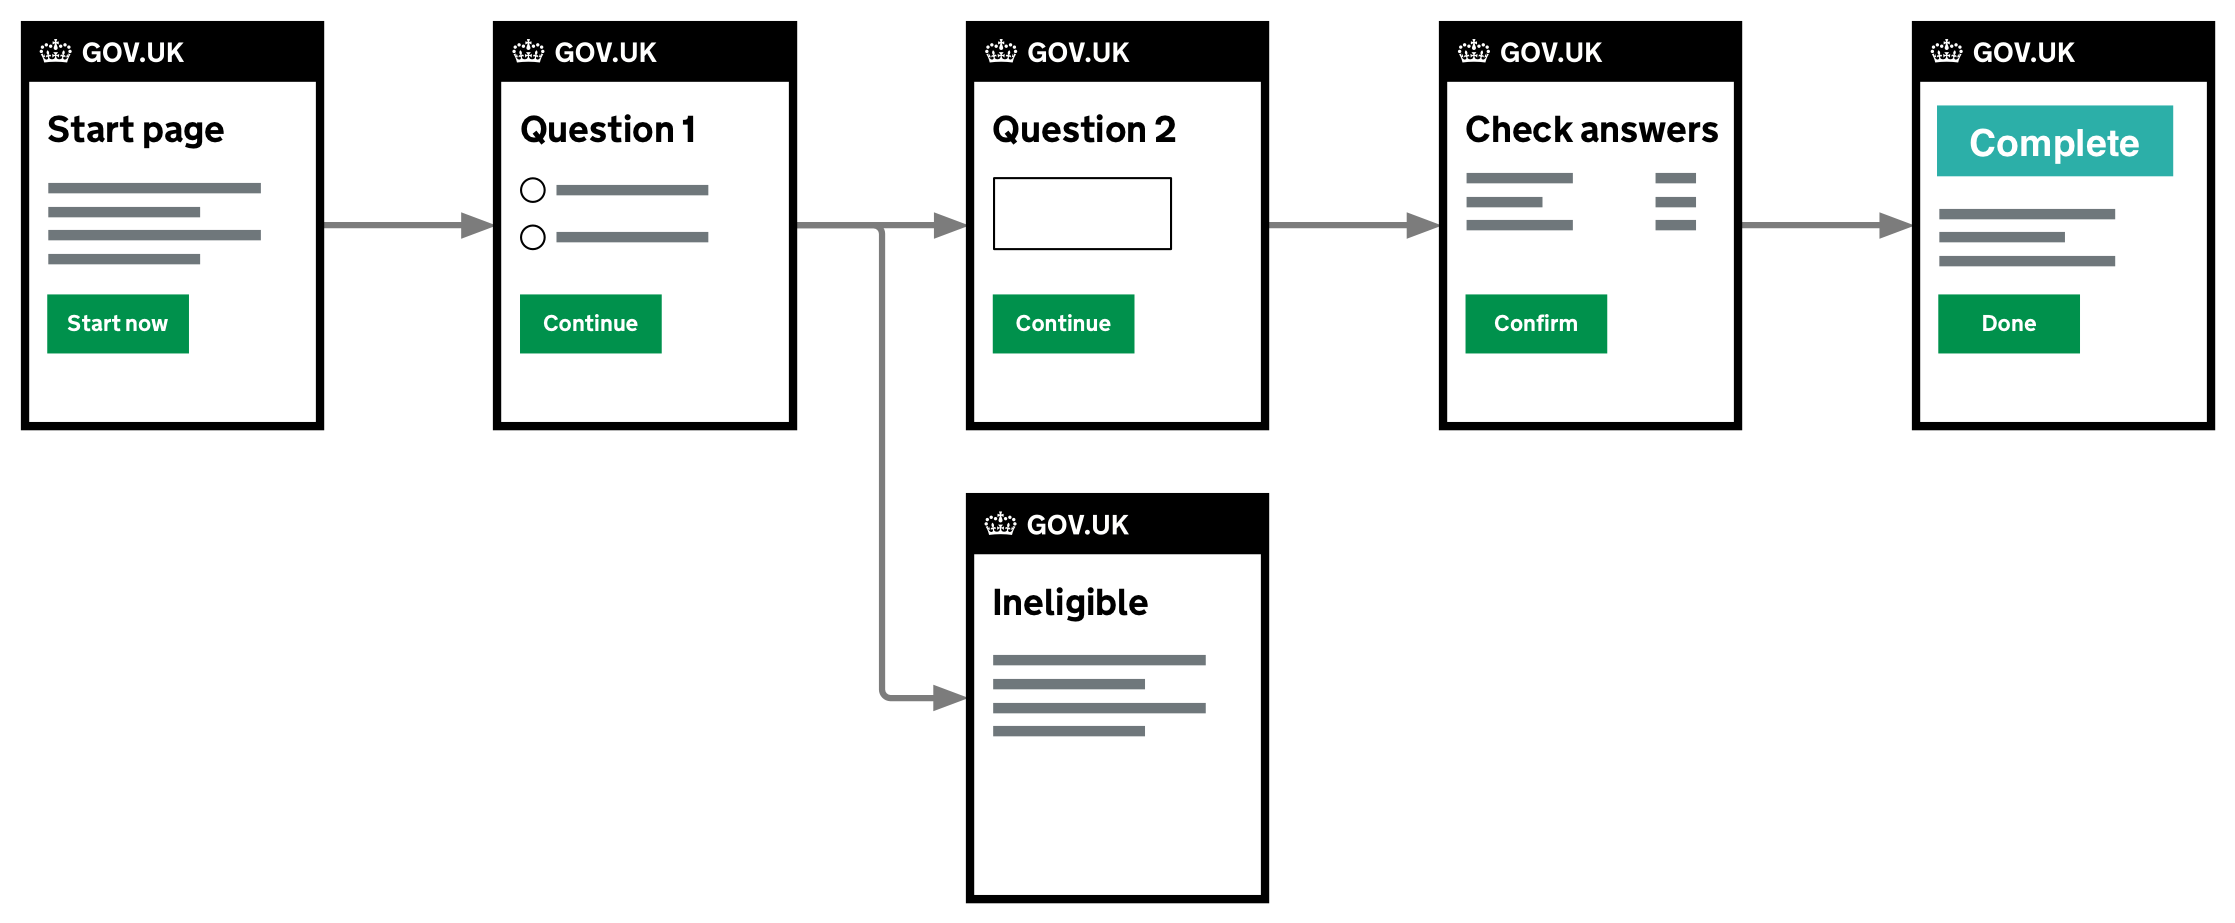 GOV.UK
Start page
Start now
GOV.UK
Question 1
Continue
GOV.UK
Question 2
Continue
GOV.UK
Check answers
Confirm
GOV.UK
Complete
Done
GOV.UK
Ineligible